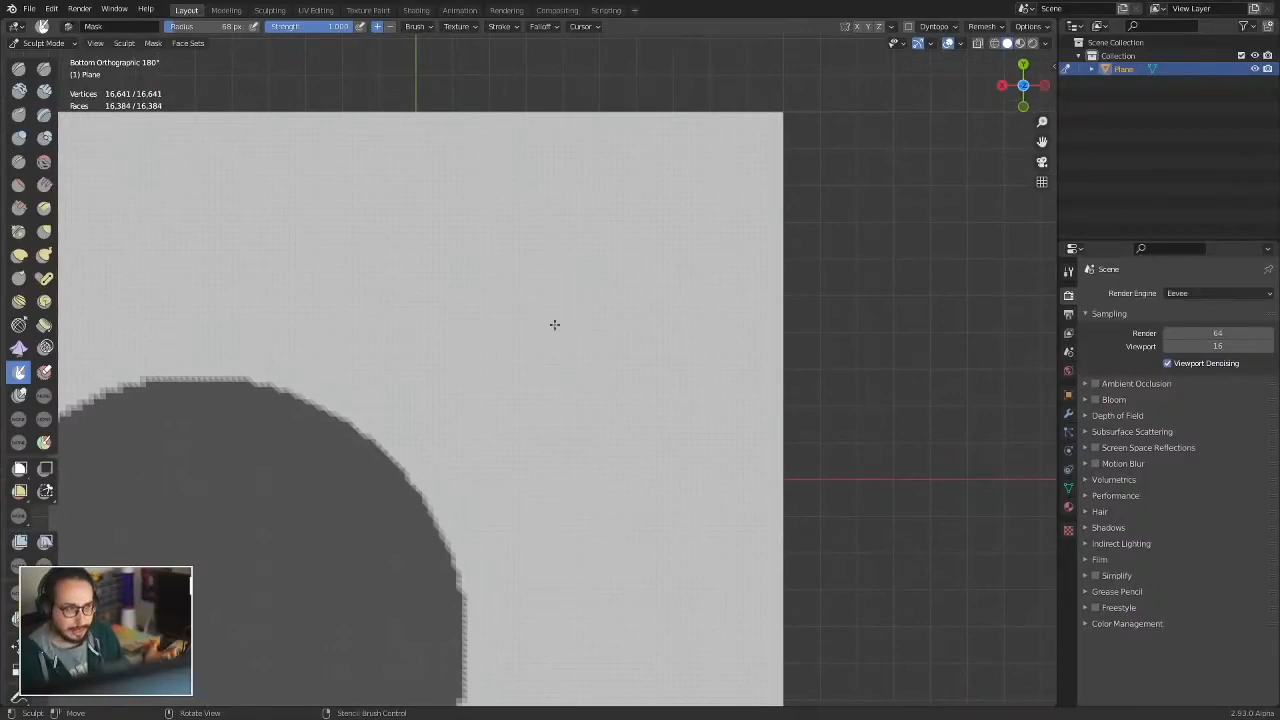 File Edit Render Window Help Layout Modeling Sculpting UV Editing Texture Paint Shading Animation Rendering Compositing Scripting Scene View Layer
Mask Radius 68 px Strength 1.000 Brush Texture Stroke Falloff Cursor X Y Z Dyntopo Remesh Options
Sculpt Mode View Sculpt Mask Face Sets
Scene Collection
Collection
Plane
Bottom Orthographic 180°
(1) Plane
Vertices 16,641 / 16,641
Faces 16,384 / 16,384
Y
Z
Scene
Render Engine Eevee
Sampling
Render 64
Viewport 16
Viewport Denoising
Ambient Occlusion
Bloom
Depth of Field
Subsurface Scattering
Screen Space Reflections
Motion Blur
Volumetrics
Performance
Hair
Shadows
Indirect Lighting
Film
Simplify
Grease Pencil
Freestyle
Color Management
Sculpt Move Rotate View Stencil Brush Control 2.93.0 Alpha